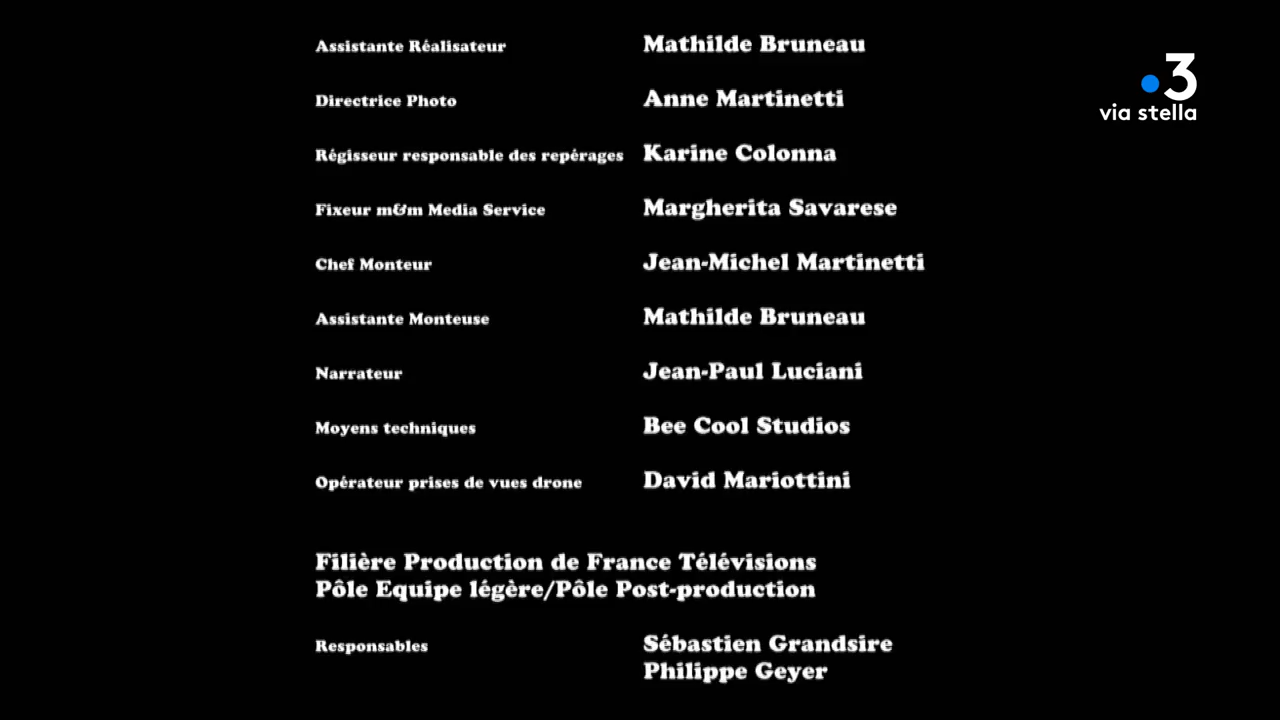 Assistante Réalisateur Mathilde Bruneau
Directrice Photo Anne Martinetti
Régisseur responsable des repérages Karine Colonna
Fixeur m&m Media Service Margherita Savarese
Chef Monteur Jean-Michel Martinetti
Assistante Monteuse Mathilde Bruneau
Narrateur Jean-Paul Luciani
Moyens techniques Bee Cool Studios
Opérateur prises de vues drone David Mariottini
Filière Production de France Télévisions
Pôle Equipe légère/Pôle Post-production
Responsables Sébastien Grandsire
Philippe Geyer
3
via stella